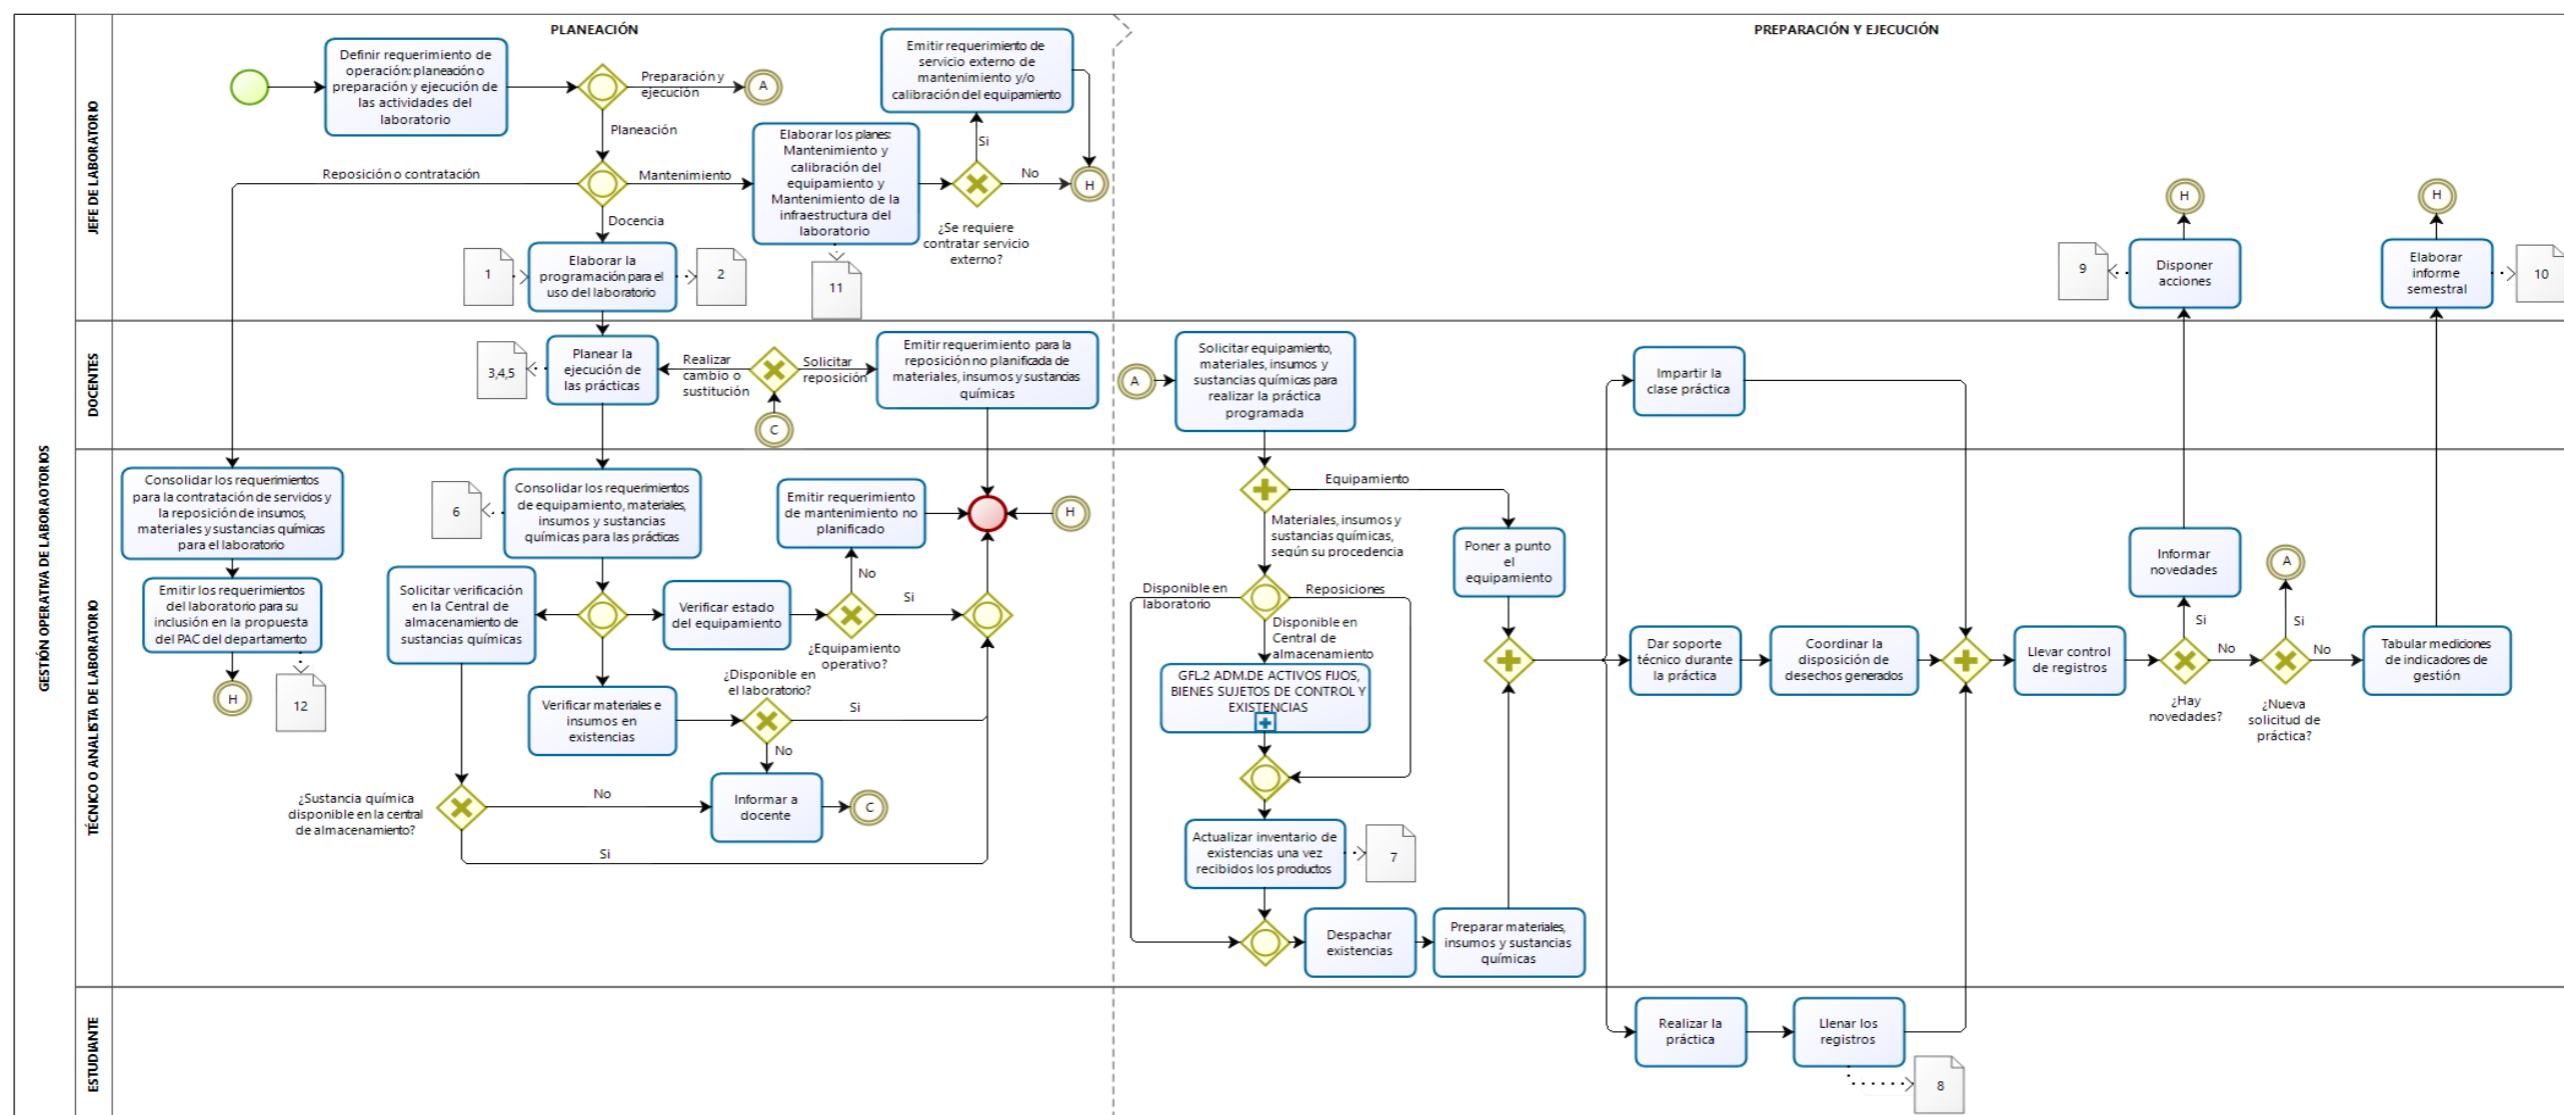 GESTIÓN OPERATIVA DE LABORAOTORIOS
JEFE DE LABORATORIO
DOCENTES
TÉCNICO O ANALISTA DE LABORATORIO
ESTUDIANTE
PLANEACIÓN
PREPARACIÓN Y EJECUCIÓN
Definir requerimiento de
operación: planeación o
preparación y ejecución de
las actividades del
laboratorio
Preparación y
ejecución
A
Planeación
Reposición o contratación
Mantenimiento
Docencia
Elaborar los planes:
Mantenimiento y
calibración del
equipamiento y
Mantenimiento de la
infraestructura del
laboratorio
11
Emitir requerimiento de
servicio externo de
mantenimiento y/o
calibración del equipamiento
Si
No
H
¿Se requiere
contratar servicio
externo?
1
Elaborar la
programación para el
uso del laboratorio
2
9
Disponer
acciones
H
Elaborar
informe
semestral
10
H
3,4,5
Planear la
ejecución de
las prácticas
Realizar
cambio o
sustitución
Solicitar
reposición
C
Emitir requerimiento para la
reposición no planificada de
materiales, insumos y sustancias
químicas
A
Solicitar equipamiento,
materiales, insumos y
sustancias químicas para
realizar la práctica
programada
Impartir la
clase práctica
Consolidar los requerimientos
para la contratación de servicios y
la reposición de insumos,
materiales y sustancias químicas
para el laboratorio
Emitir los requerimientos
del laboratorio para su
inclusión en la propuesta
del PAC del departamento
H
12
6
Consolidar los requerimientos
de equipamiento, materiales,
insumos y sustancias
químicas para las prácticas
Solicitar verificación
en la Central de
almacenamiento de
sustancias químicas
Verificar estado
del equipamiento
Emitir requerimiento
de mantenimiento no
planificado
No
Si
¿Equipamiento
operativo?
H
Verificar materiales e
insumos en
existencias
¿Disponible en
el laboratorio?
Si
No
Informar a
docente
C
¿Sustancia química
disponible en la central
de almacenamiento?
No
Si
Equipamiento
Materiales, insumos y
sustancias químicas,
según su procedencia
Disponible en
laboratorio
Reposiciones
Disponible en
Central de
almacenamiento
GFI.2 ADM.DE ACTIVOS FIJOS,
BIENES SUJETOS DE CONTROL Y
EXISTENCIAS
Actualizar inventario de
existencias una vez
recibidos los productos
7
Despachar
existencias
Preparar materiales,
insumos y sustancias
químicas
Poner a punto
el
equipamiento
Dar soporte
técnico durante
la práctica
Coordinar la
disposición de
desechos generados
Llevar control
de registros
Informar
novedades
Si
No
¿Hay
novedades?
A
Si
No
¿Nueva
solicitud de
práctica?
Tabular mediciones
de indicadores de
gestión
Realizar la
práctica
Llenar los
registros
8